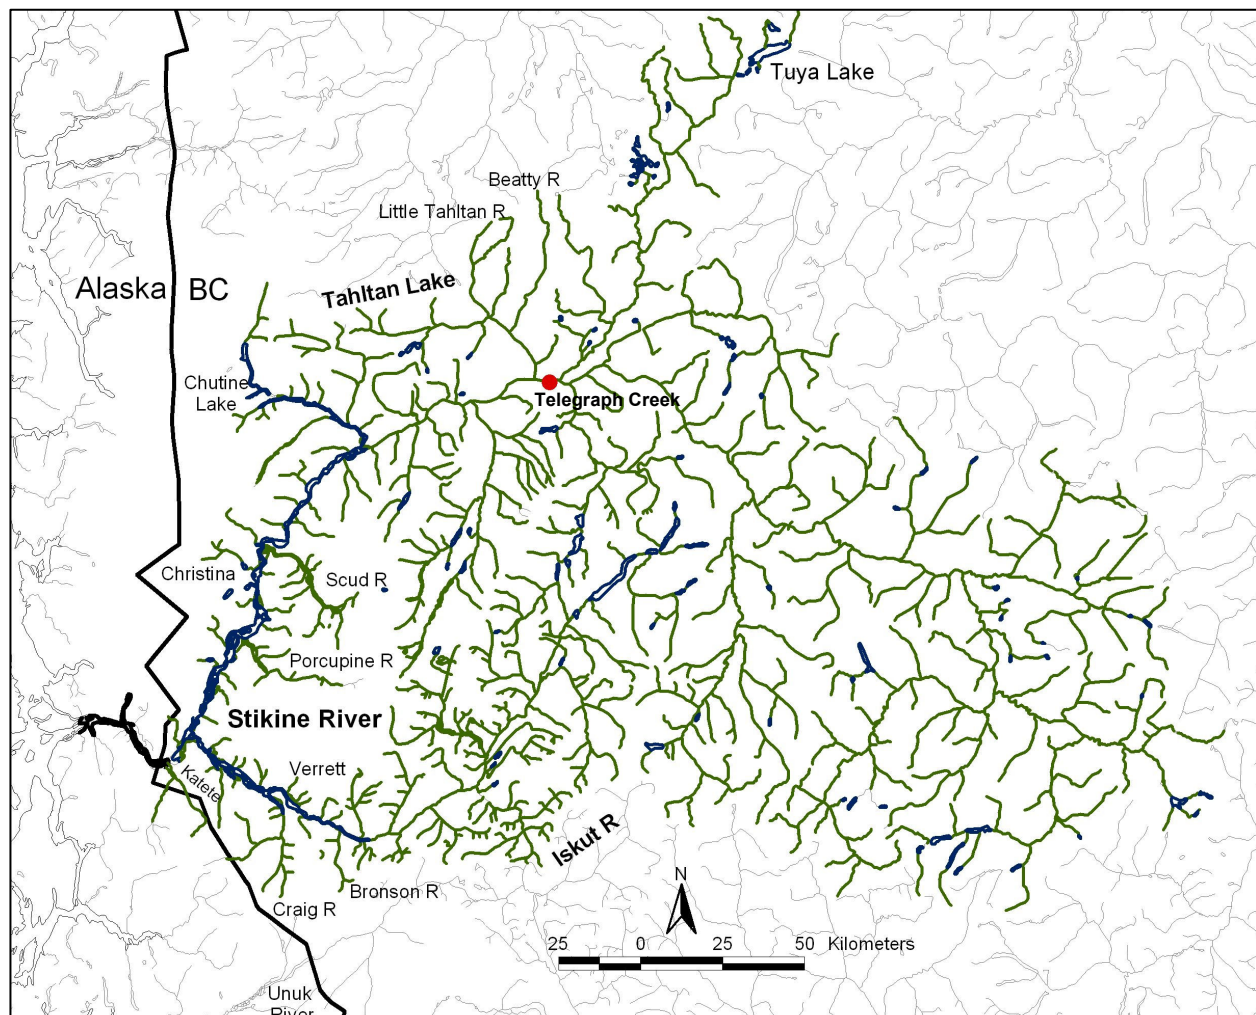 Tuya Lake
Beatty R
Little Tahltan R
Alaska BC
Tahltan Lake
Chutine
Lake
Telegraph Creek
Christina
Scud R
Porcupine R
Stikine River
Katete
Verrett
Iskut R
Bronson R
Craig R
N
25 0 25 50 Kilometers
Unuk
River